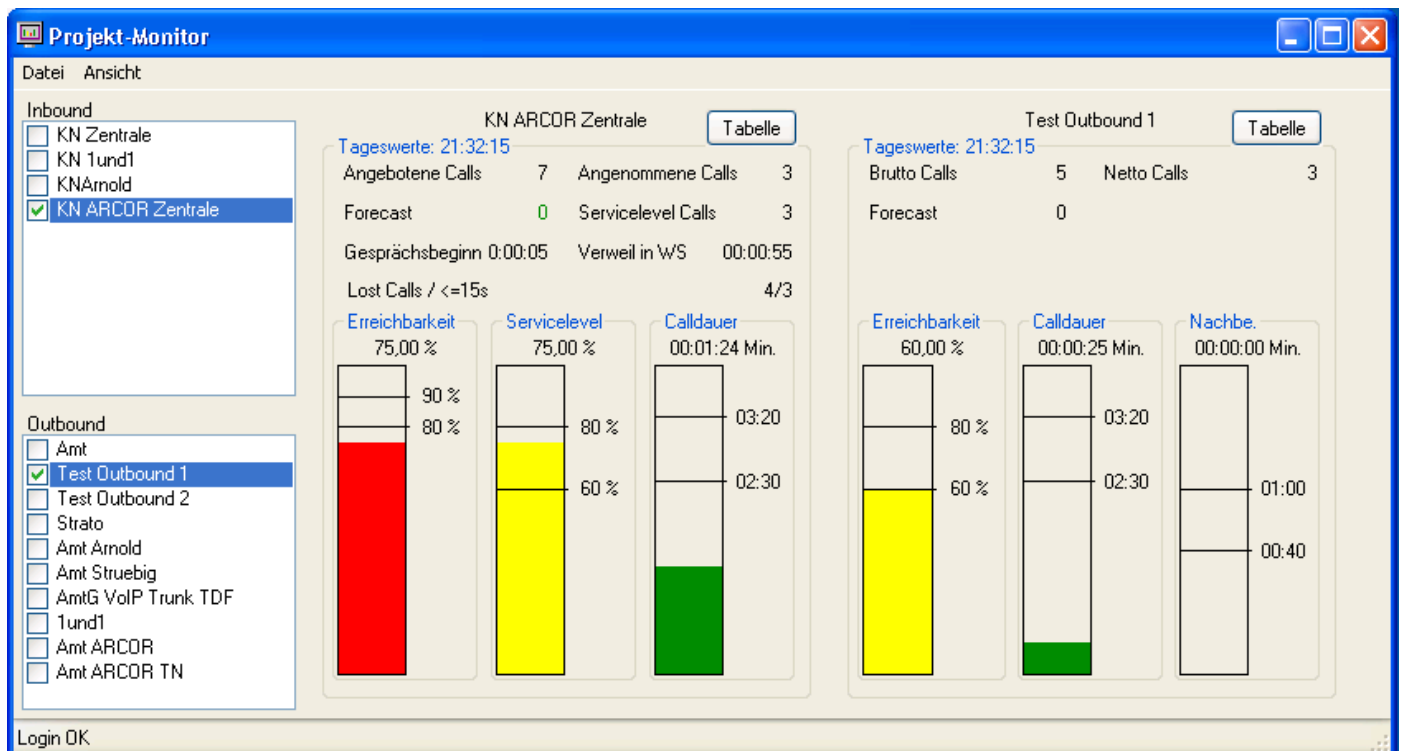 Projekt-Monitor
Datei Ansicht
Inbound
KN Zentrale
KN 1und1
KNArnold
KN ARCOR Zentrale
Outbound
Amt
Test Outbound 1
Test Outbound 2
Strato
Amt Arnold
Amt Struebig
AmtG VoIP Trunk TDF
1und1
Amt ARCOR
Amt ARCOR TN
KN ARCOR Zentrale Tabelle
Tageswerte: 21:32:15
Angebotene Calls 7 Angenommene Calls 3
Forecast 0 Servicelevel Calls 3
Gesprächsbeginn 0:00:05 Verweil in WS 00:00:55
Lost Calls / <=15s 4/3
Erreichbarkeit
75,00 %
90 %
80 %
Servicelevel
75,00 %
80 %
60 %
Calldauer
00:01:24 Min.
03:20
02:30
Test Outbound 1 Tabelle
Tageswerte: 21:32:15
Brutto Calls 5 Netto Calls 3
Forecast 0
Erreichbarkeit
60,00 %
80 %
60 %
Calldauer
00:00:25 Min.
03:20
02:30
Nachbe.
00:00:00 Min.
01:00
00:40
Login OK